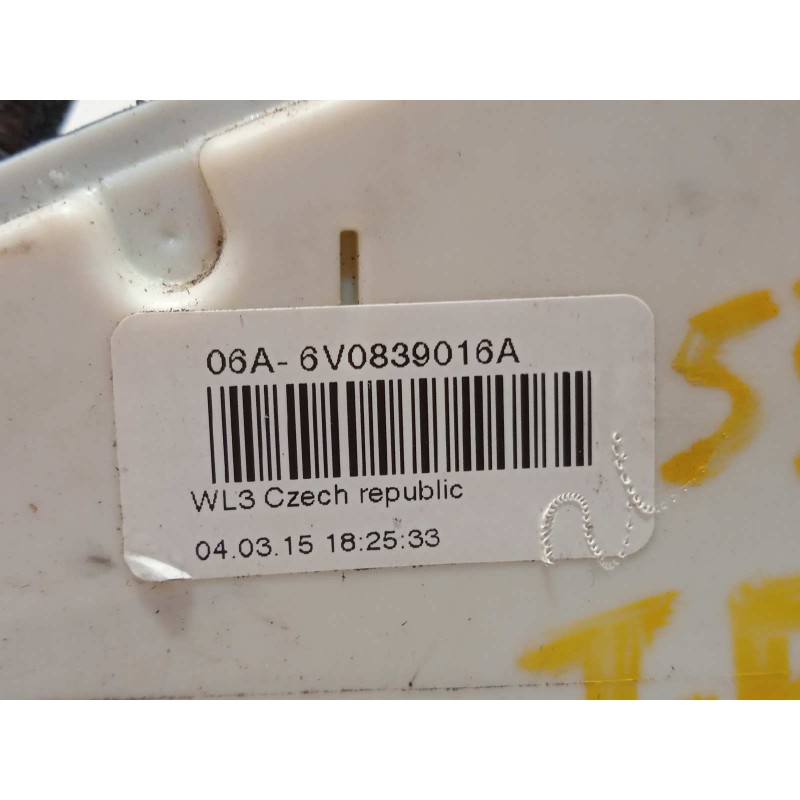 06A- 6V0839016A
WL3 Czech republic
04.03.15 18:25:33